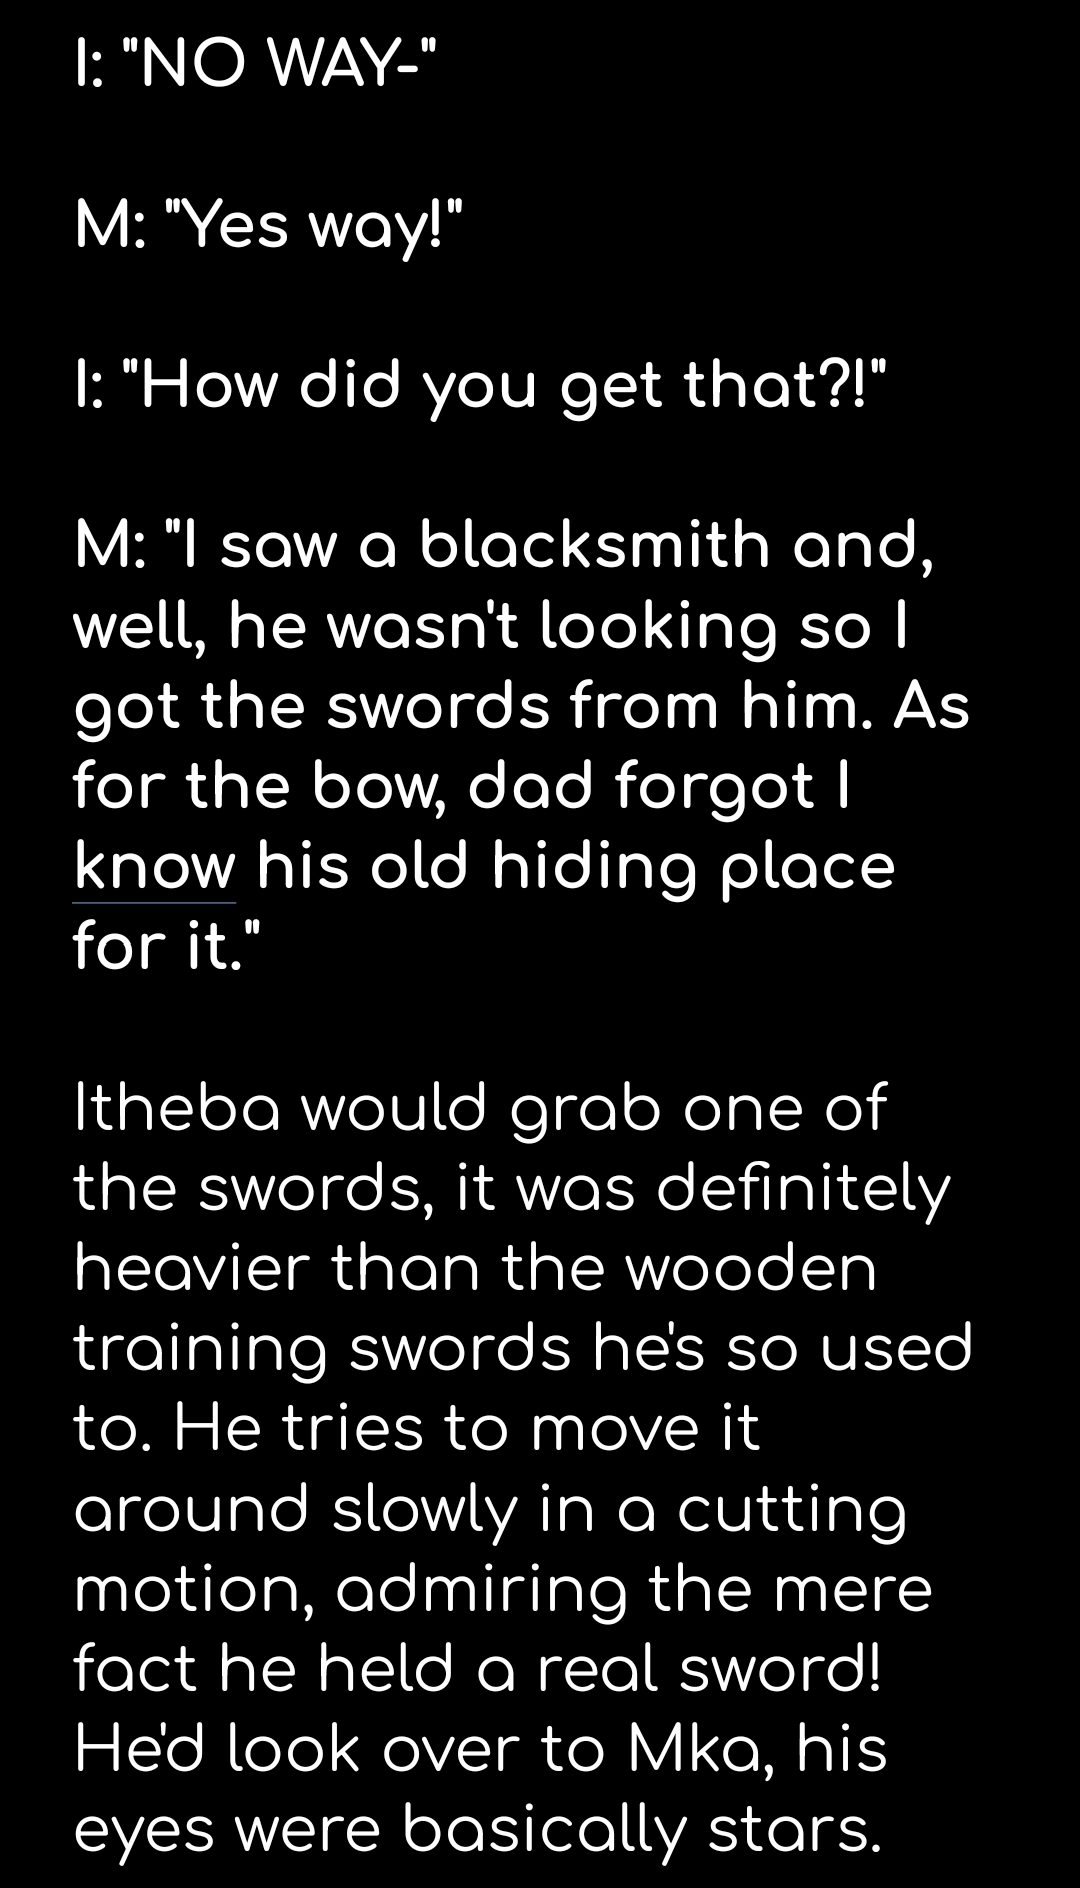 I: "NO WAY-"
M: "Yes way!"
I: "How did you get that?!"
M: "I saw a blacksmith and,
well, he wasn't looking so I
got the swords from him. As
for the bow, dad forgot I
know his old hiding place
for it."
Itheba would grab one of
the swords, it was definitely
heavier than the wooden
training swords he's so used
to. He tries to move it
around slowly in a cutting
motion, admiring the mere
fact he held a real sword!
He'd look over to Mka, his
eyes were basically stars.